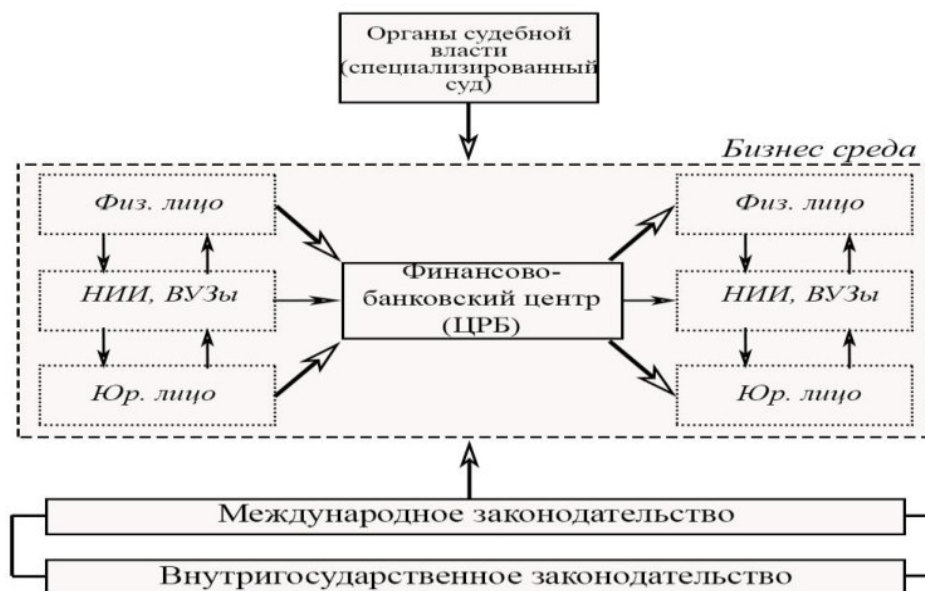 Органы судебной
власти
(специализированный
суд)
Бизнес среда
Физ. лицо
НИИ, ВУЗы
Юр. лицо
Финансово-
банковский центр
(ЦРБ)
Физ. лицо
НИИ, ВУЗы
Юр. лицо
Международное законодательство
Внутригосударственное законодательство